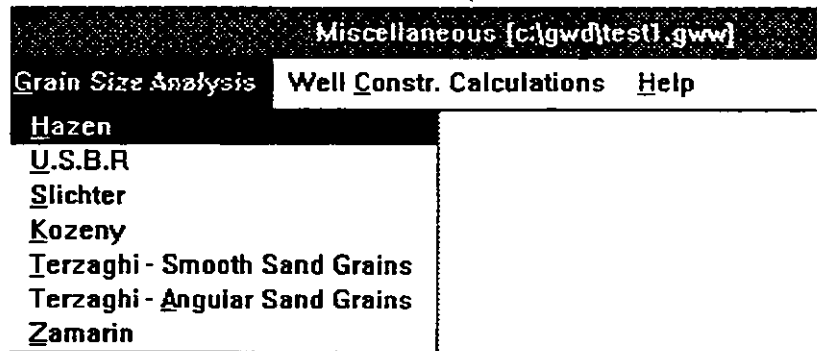 Miscellaneous [c:\gwd\test1.gww]
Grain Size Analysis Well Constr. Calculations Help
Hazen
U.S.B.R
Slichter
Kozeny
Terzaghi - Smooth Sand Grains
Terzaghi - Angular Sand Grains
Zamarin